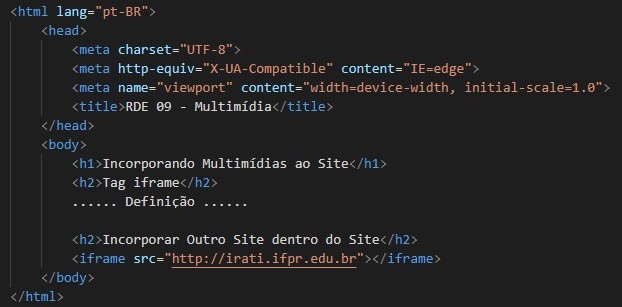 <html lang="pt-BR">
<head>
<meta charset="UTF-8">
<meta http-equiv="X-UA-Compatible" content="IE=edge">
<meta name="viewport" content="width=device-width, initial-scale=1.0">
<title>RDE 09 - Multimídia</title>
</head>
<body>
<h1>Incorporando Multimídias ao Site</h1>
<h2>Tag iframe</h2>
...... Definição ......
<h2>Incorporar Outro Site dentro do Site</h2>
<iframe src="http://irati.ifpr.edu.br"></iframe>
</body>
</html>